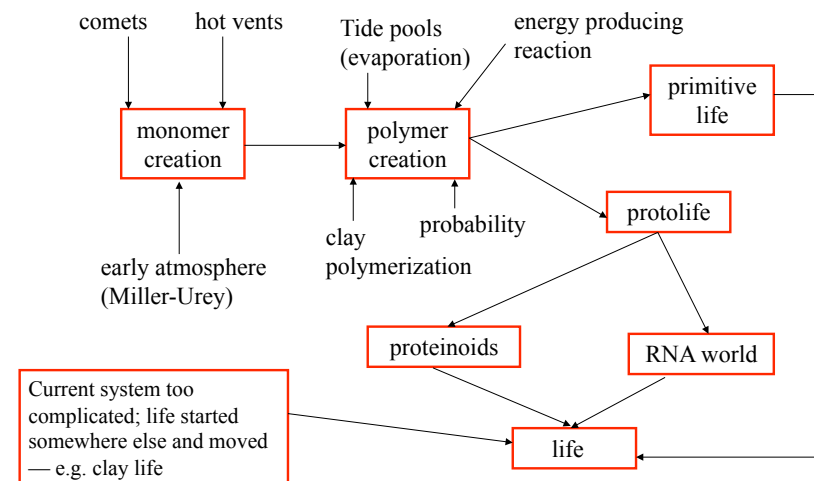 comets
hot vents
Tide pools
(evaporation)
energy producing
reaction
monomer
creation
polymer
creation
primitive
life
early atmosphere
(Miller-Urey)
clay
polymerization
probability
protolife
proteinoids
RNA world
Current system too
complicated; life started
somewhere else and moved
— e.g. clay life
life